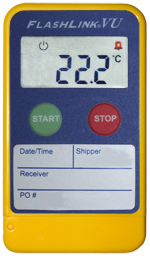 FLASHLINK VU
22.2 °C
START STOP
Date/Time Shipper
Receiver
PO #